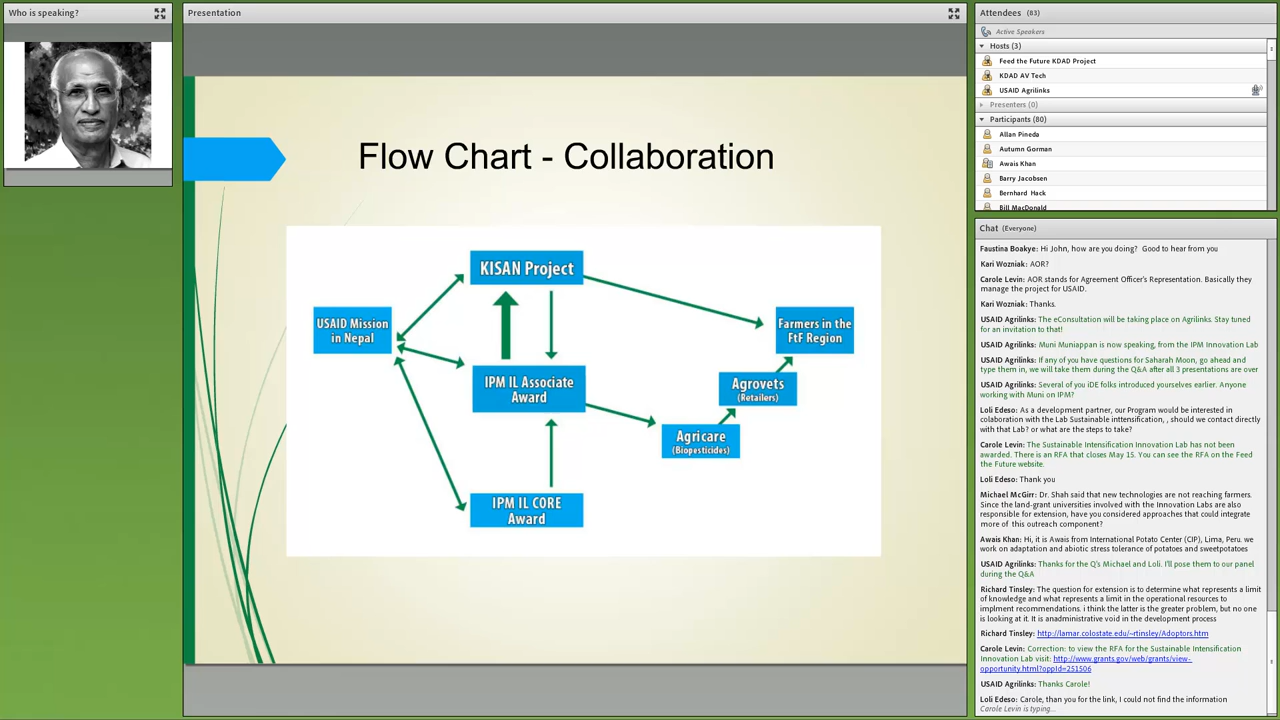 Who is speaking?
Presentation
Flow Chart - Collaboration
KISAN Project
USAID Mission
in Nepal
Farmers in the
FtF Region
IPM IL Associate
Award
Agrovets
(Retailers)
Agricare
(Biopesticides)
IPM IL CORE
Award
Attendees (83)
Active Speakers
Hosts (3)
Feed the Future KDAD Project
KDAD AV Tech
USAID Agrilinks
Presenters (0)
Participants (80)
Allan Pineda
Autumn Gorman
Awais Khan
Barry Jacobsen
Bernhard Hack
Bill MacDonald
Chat (Everyone)
Faustina Boakye: Hi John, how are you doing? Good to hear from you
Kari Wozniak: AOR?
Carole Levin: AOR stands for Agreement Officer's Representation. Basically they
manage the project for USAID.
Kari Wozniak: Thanks.
USAID Agrilinks: The eConsultation will be taking place on Agrilinks. Stay tuned
for an invitation to that!
USAID Agrilinks: Muni Muniappan is now speaking, from the IPM Innovation Lab
USAID Agrilinks: If any of you have questions for Saharah Moon, go ahead and
type them in, we will take them during the Q&A after all 3 presentations are over
USAID Agrilinks: Several of you iDE folks introduced yourselves earlier. Anyone
working with Muni on IPM?
Loli Edeso: As a development partner, our Program would be interested in
colaboration with the Lab Sustainable inttensification, , should we contact directly
with that Lab? or what are the steps to take?
Carole Levin: The Sustainable Intensification Innovation Lab has not been
awarded. There is an RFA that closes May 15. You can see the RFA on the Feed
the Future website.
Loli Edeso: Thank you
Michael McGirr: Dr. Shah said that new technologies are not reaching farmers.
Since the land-grant universities involved with the Innovation Labs are also
responsible for extension, have you considered approaches that could integrate
more of this outreach component?
Awais Khan: Hi, it is Awais from International Potato Center (CIP), Lima, Peru. we
work on adaptation and abiotic stress tolerance of potatoes and sweetpotatoes
USAID Agrilinks: Thanks for the Q's Michael and Loli. I'll pose them to our panel
during the Q&A
Richard Tinsley: The question for extension is to determine what represents a limit
of knowledge and what represents a limit in the operational resources to
implment recommendations. i think the latter is the greater problem, but no one
is looking at it. It is anadministrative void in the development process
Richard Tinsley: http://lamar.colostate.edu/~rtinsley/Adoptors.htm
Carole Levin: Correction: to view the RFA for the Sustainable Intensification
Innovation Lab visit: http://www.grants.gov/web/grants/view-
opportunity.html?oppId=251506
USAID Agrilinks: Thanks Carole!
Loli Edeso: Carole, than you for the link, I could not find the information
Carole Levin is typing...